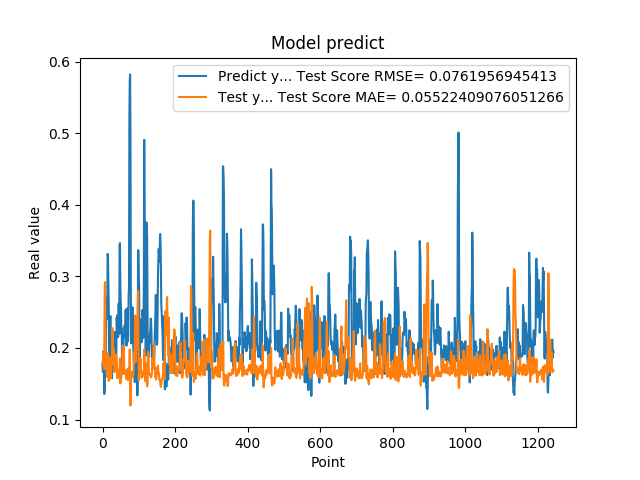 Model predict
Predict y... Test Score RMSE= 0.0761956945413
Test y... Test Score MAE= 0.05522409076051266
0.6
0.5
0.4
0.3
0.2
0.1
Real value
0 200 400 600 800 1000 1200
Point